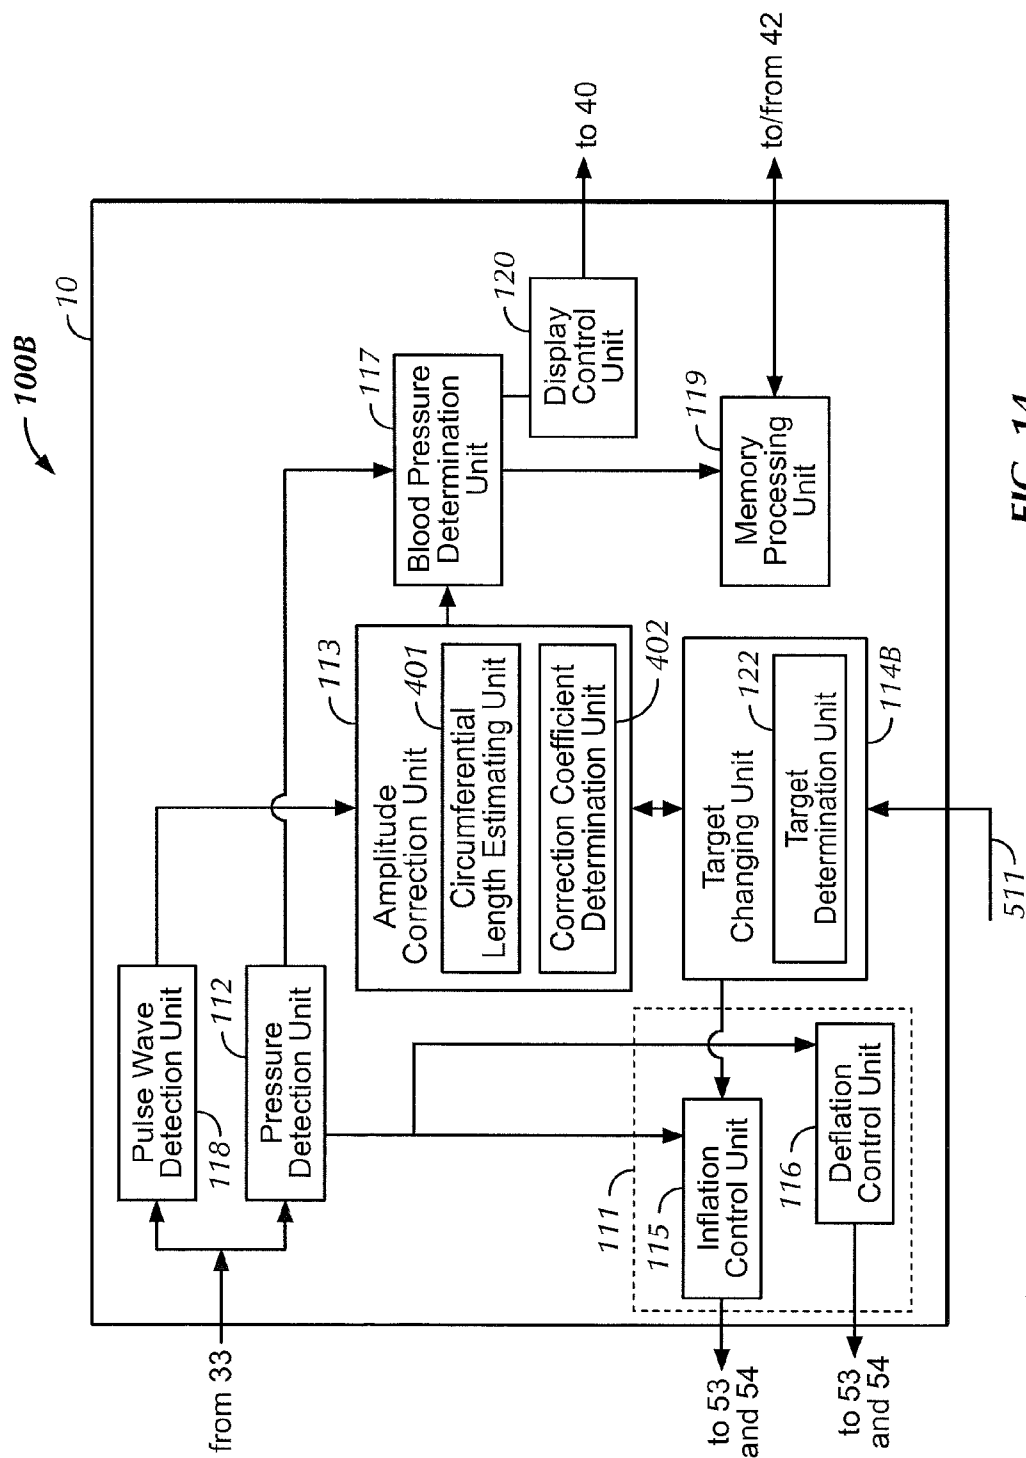 100B
10
from 33
Pulse Wave
Detection Unit
118
112
Pressure
Detection Unit
113
Amplitude
Correction Unit
401
Circumferential
Length Estimating Unit
402
Correction Coefficient
Determination Unit
117
Blood Pressure
Determination
Unit
120
Display
Control
Unit
to 40
119
Memory
Processing
Unit
to/from 42
Target
Changing Unit
122
Target
Determination Unit
114B
511
111
115
Inflation
Control Unit
116
Deflation
Control Unit
to 53
and 54
to 53
and 54